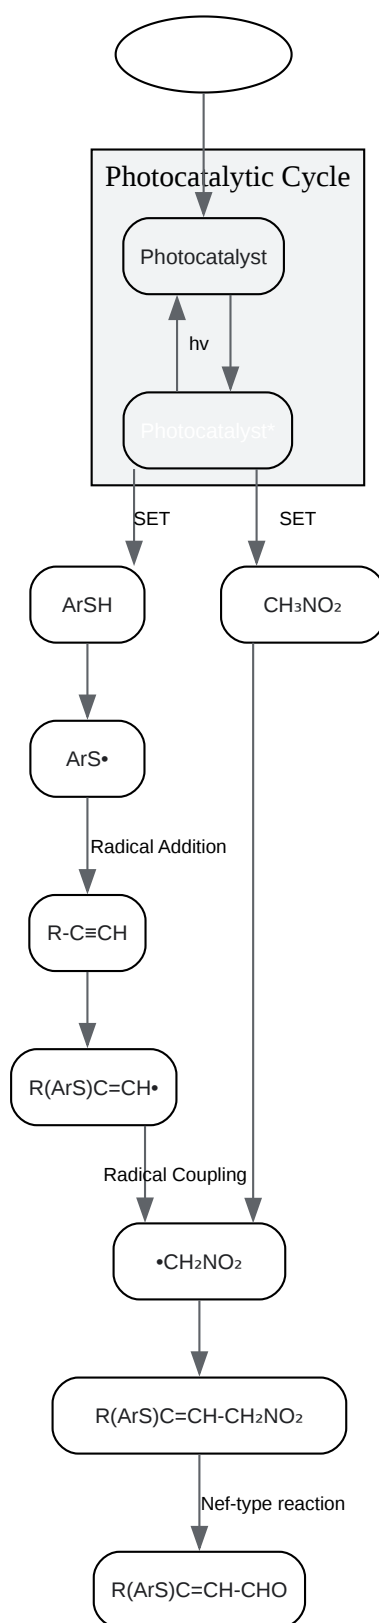 Photocatalytic Cycle
Photocatalyst
hv
Photocatalyst*
SET
SET
ArSH
CH₃NO₂
ArS•
Radical Addition
R-C≡CH
R(ArS)C=CH•
Radical Coupling
•CH₂NO₂
R(ArS)C=CH-CH₂NO₂
Nef-type reaction
R(ArS)C=CH-CHO